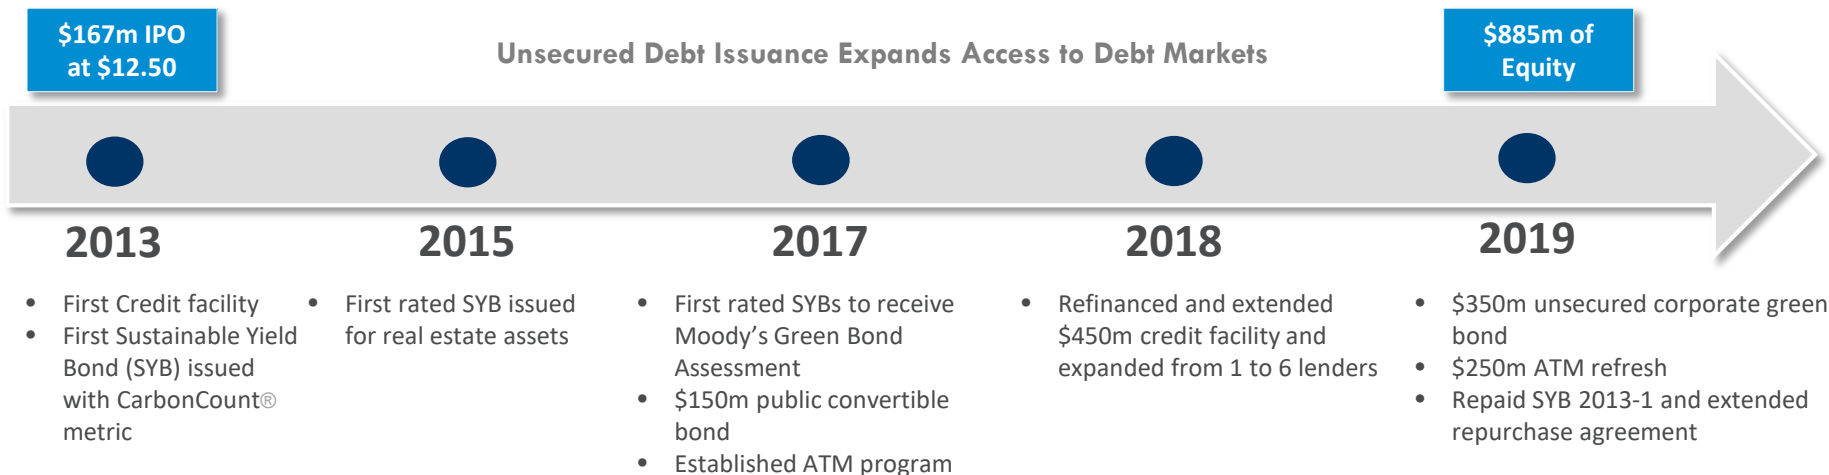 $167m IPO
at $12.50
Unsecured Debt Issuance Expands Access to Debt Markets
$885m of
Equity
2013
• First Credit facility
• First Sustainable Yield
Bond (SYB) issued
with CarbonCount®
metric
2015
• First rated SYB issued
for real estate assets
2017
• First rated SYBs to receive
Moody’s Green Bond
Assessment
• $150m public convertible
bond
• Established ATM program
2018
• Refinanced and extended
$450m credit facility and
expanded from 1 to 6 lenders
2019
• $350m unsecured corporate green
bond
• $250m ATM refresh
• Repaid SYB 2013-1 and extended
repurchase agreement